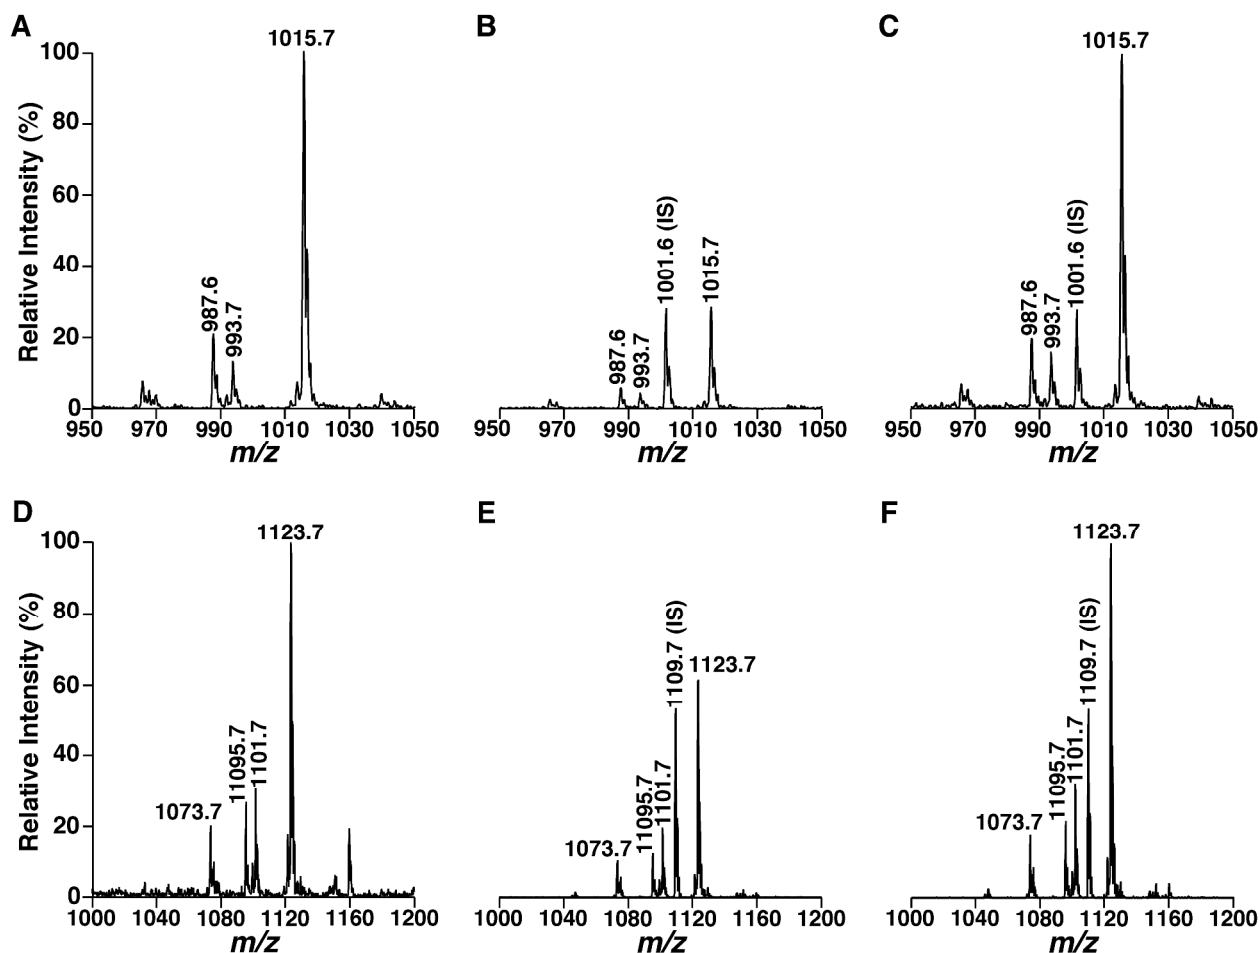 A
B
C
Relative Intensity (%)
100
80
60
40
20
0
1015.7
987.6
993.7
950 970 990 1010 1030 1050
m/z
987.6
993.7
1001.6 (IS)
1015.7
950 970 990 1010 1030 1050
m/z
987.6
993.7
1001.6 (IS)
1015.7
950 970 990 1010 1030 1050
m/z
D
E
F
Relative Intensity (%)
100
80
60
40
20
0
1123.7
1073.7
11095.7
1101.7
1000 1040 1080 1120 1160 1200
m/z
1073.7
11095.7
1101.7
1109.7 (IS)
1123.7
1000 1040 1080 1120 1160 1200
m/z
1073.7
11095.7
1101.7
1109.7 (IS)
1123.7
1000 1040 1080 1120 1160 1200
m/z